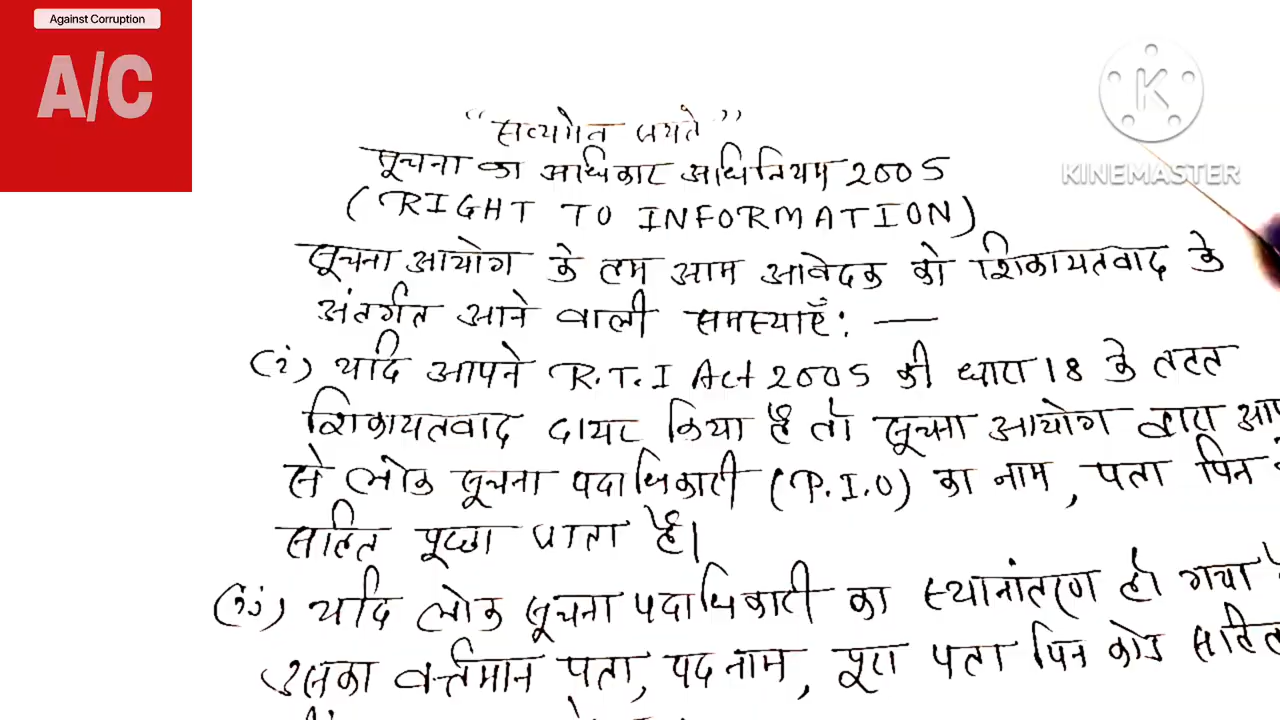 Against Corruption
A/C
KINEMASTER
"सत्यमेव जयते"
सूचना का अधिकार अधिनियम 2005
(RIGHT TO INFORMATION)
सूचना आयोग के हम आम आवेदक को शिकायतवाद के
अंतर्गत आने वाली समस्याएँ: —
(i) यदि आपने R.T.I Act 2005 की धारा 18 के तहत
शिकायतवाद दायर किया है तो सूचना आयोग द्वारा आप
से लोक सूचना पदाधिकारी (P.I.O) का नाम, पता पिन
सहित पूछा जाता है।
(ii) यदि लोक सूचना पदाधिकारी का स्थानांतरण हो गया है
उसका वर्तमान पता, पदनाम, पूरा पता पिन कोड सहित